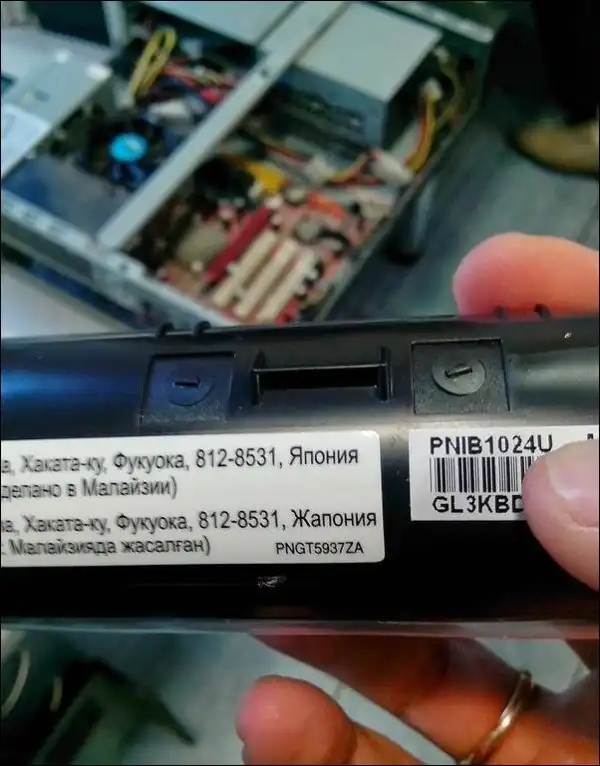 а, Хаката-ку, Фукуока, 812-8531, Япония
делано в Малайзии)
а, Хаката-ку, Фукуока, 812-8531, Жапония
Малайзияда жасалған)
PNGT5937ZA
PNIB1024U
GL3KBD